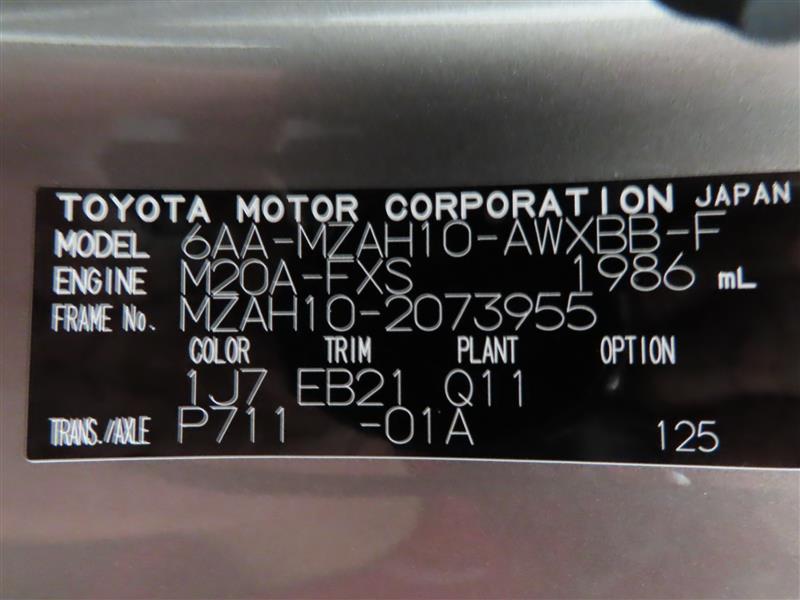 TOYOTA MOTOR CORPORATION JAPAN
MODEL 6AA-MZAH10-AWXBB-F
ENGINE M20A-FXS 1986 mL
FRAME No. MZAH10-2073955
COLOR TRIM PLANT OPTION
1J7 EB21 Q11
TRANS./AXLE P711 -01A 125